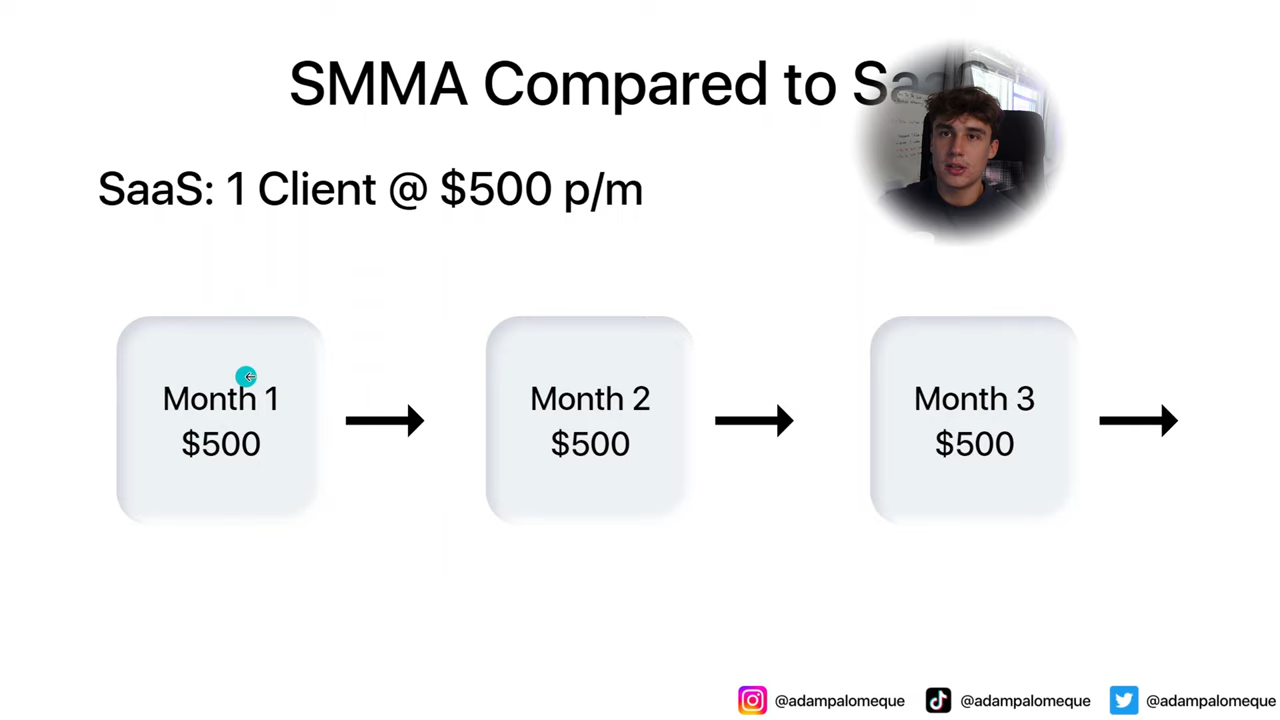 SMMA Compared to SaaS
SaaS: 1 Client @ $500 p/m
Month 1
$500
Month 2
$500
Month 3
$500
@adampalomeque
@adampalomeque
@adampalomeque